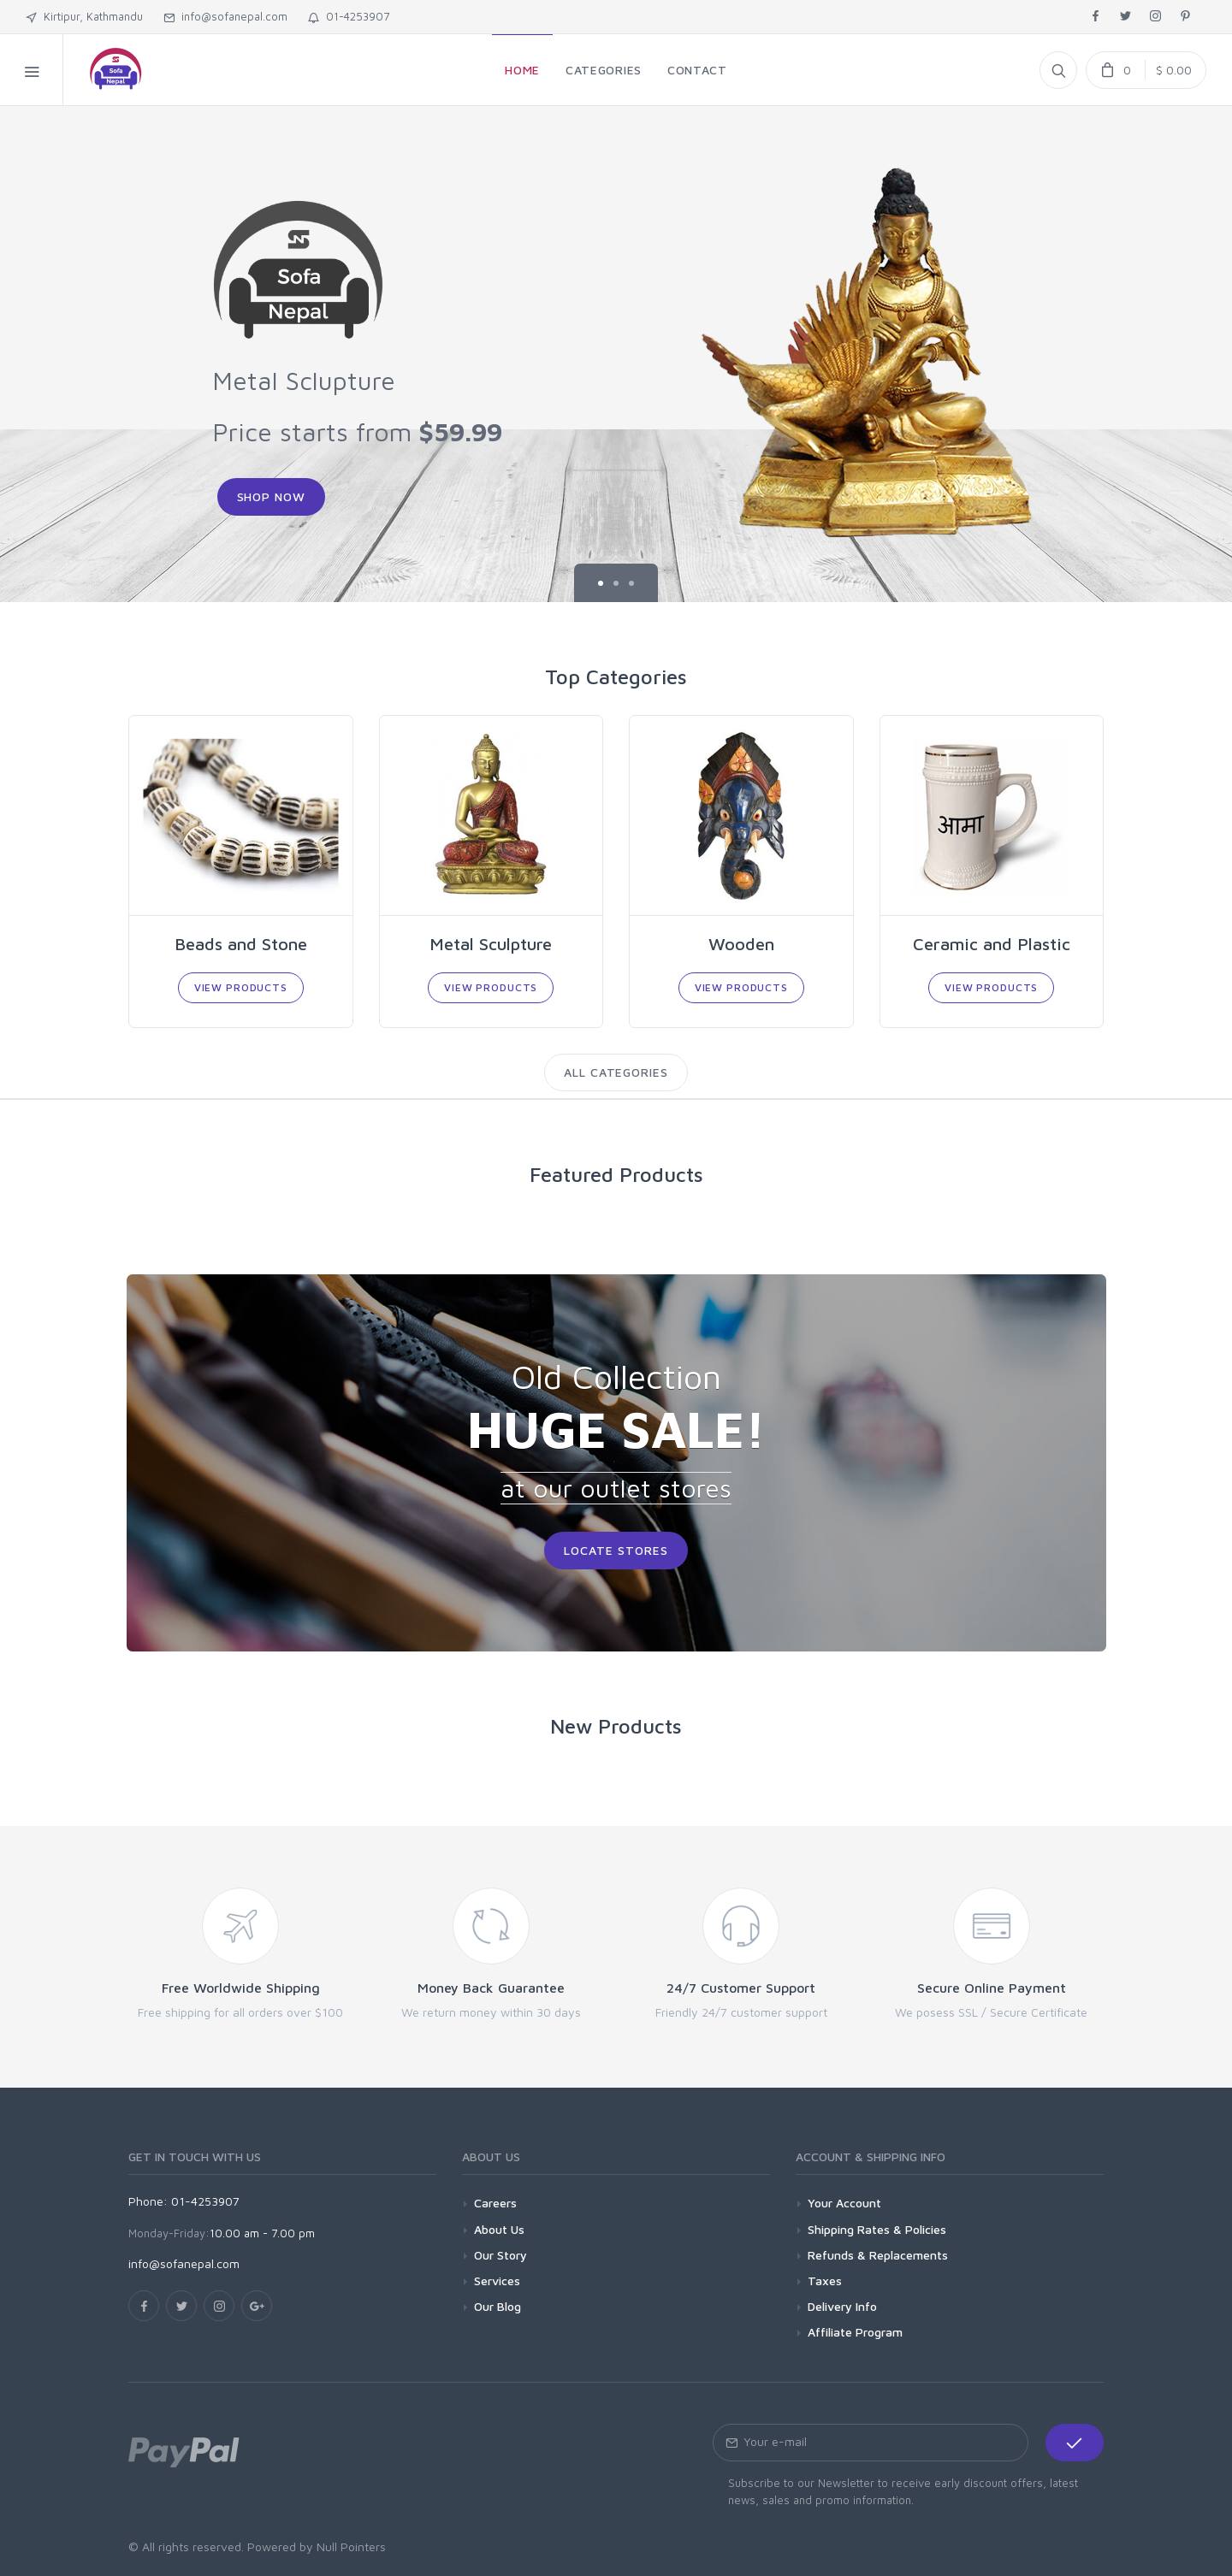 Kirtipur, Kathmandu info@sofanepal.com 01-4253907
Sofa
Nepal
HOME CATEGORIES CONTACT
0 $ 0.00
Sofa
Nepal
Metal Sclupture
Price starts from $59.99
SHOP NOW
Top Categories
आमा
Beads and Stone
VIEW PRODUCTS
Metal Sculpture
VIEW PRODUCTS
Wooden
VIEW PRODUCTS
Ceramic and Plastic
VIEW PRODUCTS
ALL CATEGORIES
Featured Products
Old Collection
HUGE SALE!
at our outlet stores
LOCATE STORES
New Products
Free Worldwide Shipping
Free shipping for all orders over $100
Money Back Guarantee
We return money within 30 days
24/7 Customer Support
Friendly 24/7 customer support
Secure Online Payment
We posess SSL / Secure Certificate
GET IN TOUCH WITH US
Phone: 01-4253907
Monday-Friday:10.00 am - 7.00 pm
info@sofanepal.com
ABOUT US
Careers
About Us
Our Story
Services
Our Blog
ACCOUNT & SHIPPING INFO
Your Account
Shipping Rates & Policies
Refunds & Replacements
Taxes
Delivery Info
Affiliate Program
PayPal
Your e-mail
Subscribe to our Newsletter to receive early discount offers, latest
news, sales and promo information.
© All rights reserved. Powered by Null Pointers